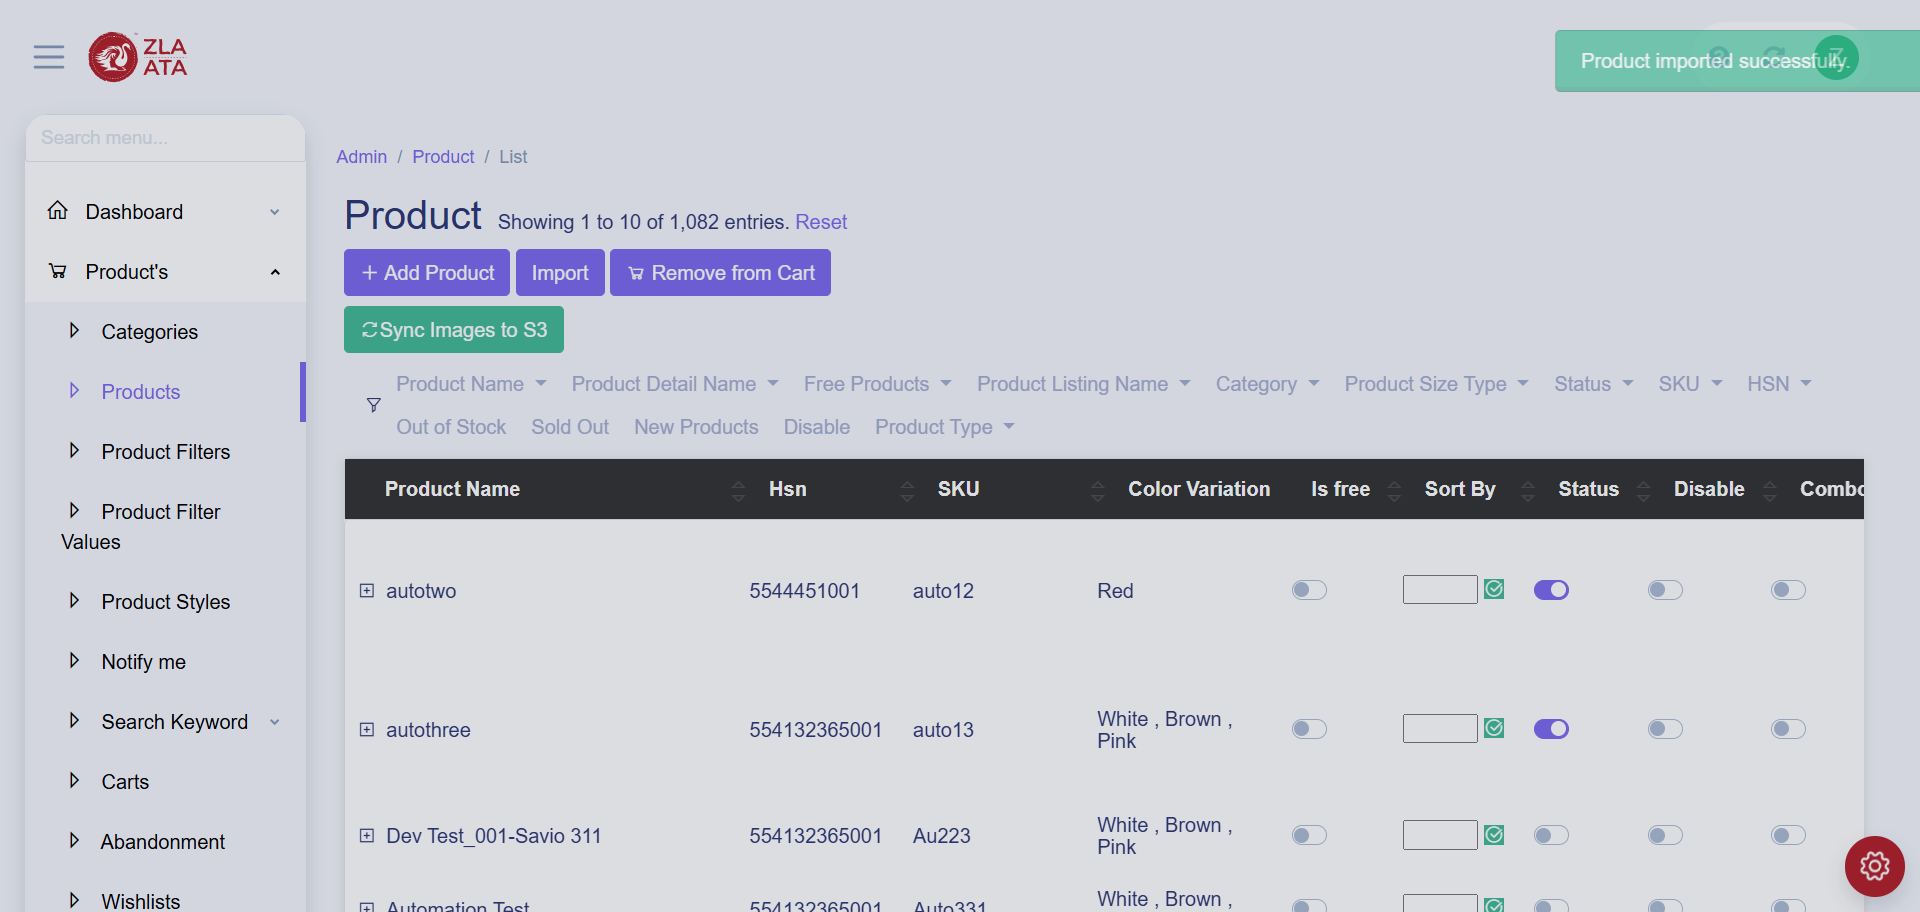 ZLA
ATA
Product imported successfully.
Search menu...
Dashboard
Product's
Categories
Products
Product Filters
Product Filter
Values
Product Styles
Notify me
Search Keyword
Carts
Abandonment
Wishlists
Admin / Product / List
Product Showing 1 to 10 of 1,082 entries. Reset
Add Product Import Remove from Cart
Sync Images to S3
Product Name Product Detail Name Free Products Product Listing Name Category Product Size Type Status SKU HSN
Out of Stock Sold Out New Products Disable Product Type
Product Name Hsn SKU Color Variation Is free Sort By Status Disable Combo
autotwo 5544451001 auto12 Red
autothree 554132365001 auto13 White , Brown ,
Pink
Dev Test_001-Savio 311 554132365001 Au223 White , Brown ,
Pink
Automation Test 554132365001 Auto331 White , Brown ,